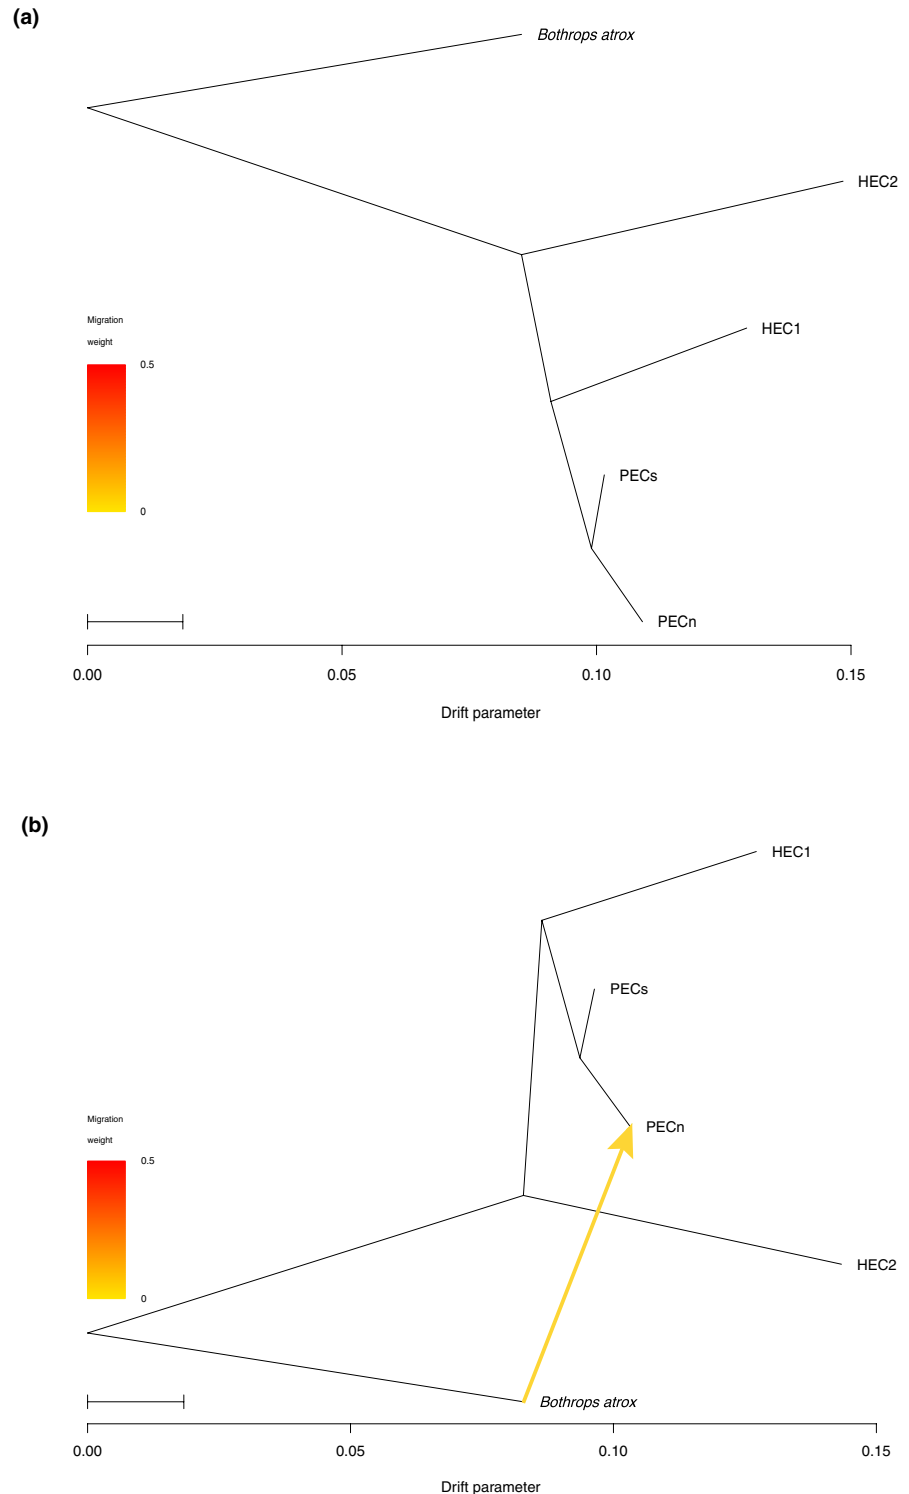 (a)
Bothrops atrox
HEC2
Migration
weight
HEC1
0.5
PECs
0
PECn
0.00 0.05 0.10 0.15
Drift parameter
(b)
HEC1
PECs
Migration
weight
PECn
0.5
HEC2
0
Bothrops atrox
0.00 0.05 0.10 0.15
Drift parameter